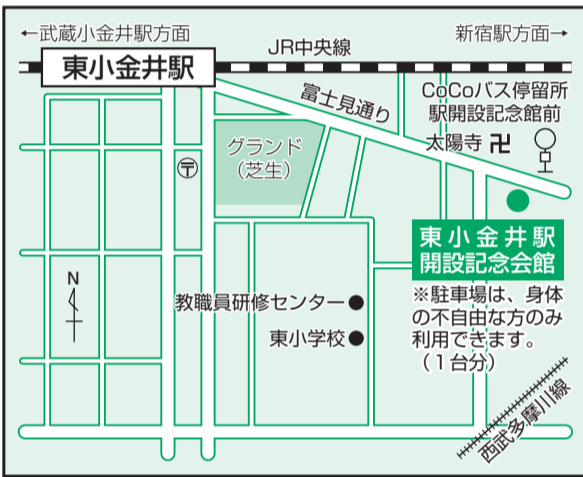 ←武蔵小金井駅方面
新宿駅方面→
JR中央線
東小金井駅
富士見通り
CoCoバス停留所
駅開設記念館前
グランド
(芝生)
太陽寺 卍
〒
東小金井駅
開設記念会館
※駐車場は、身体
の不自由な方のみ
利用できます。
(1台分)
N
教職員研修センター●
東小学校●
西武多摩川線